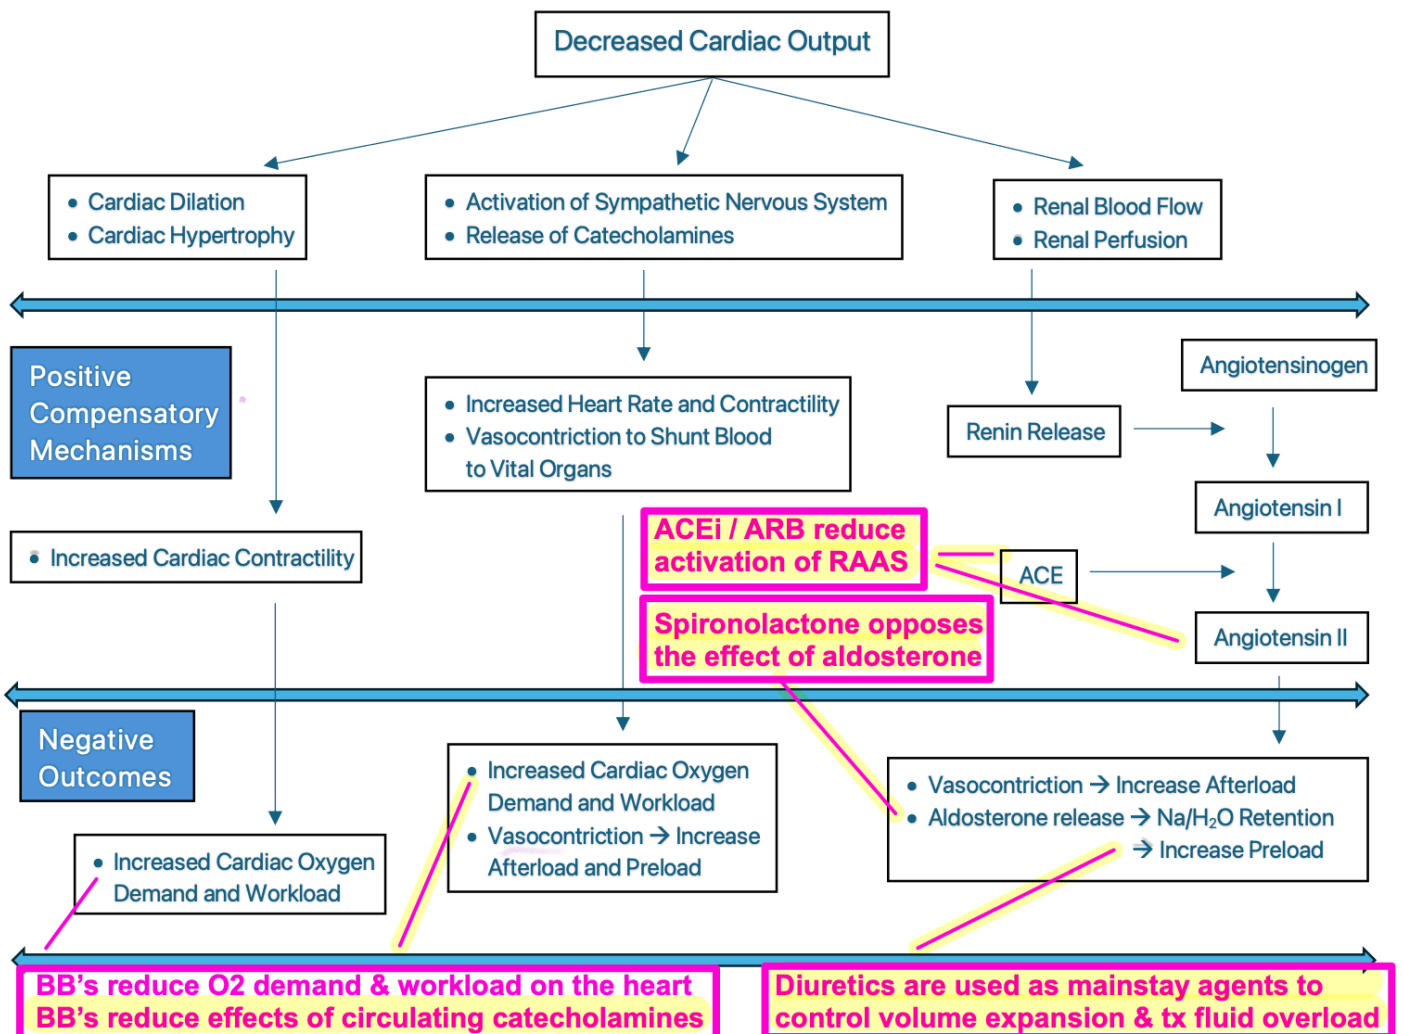 Decreased Cardiac Output
• Cardiac Dilation
• Cardiac Hypertrophy
• Activation of Sympathetic Nervous System
• Release of Catecholamines
• Renal Blood Flow
• Renal Perfusion
Positive
Compensatory
Mechanisms
• Increased Heart Rate and Contractility
• Vasocontriction to Shunt Blood
to Vital Organs
Renin Release
Angiotensinogen
Angiotensin I
• Increased Cardiac Contractility
ACEi / ARB reduce
activation of RAAS
ACE
Spironolactone opposes
the effect of aldosterone
Angiotensin II
Negative
Outcomes
• Increased Cardiac Oxygen
Demand and Workload
• Increased Cardiac Oxygen
Demand and Workload
• Vasocontriction → Increase
Afterload and Preload
• Vasocontriction → Increase Afterload
• Aldosterone release → Na/H₂O Retention
→ Increase Preload
BB's reduce O2 demand & workload on the heart
BB's reduce effects of circulating catecholamines
Diuretics are used as mainstay agents to
control volume expansion & tx fluid overload